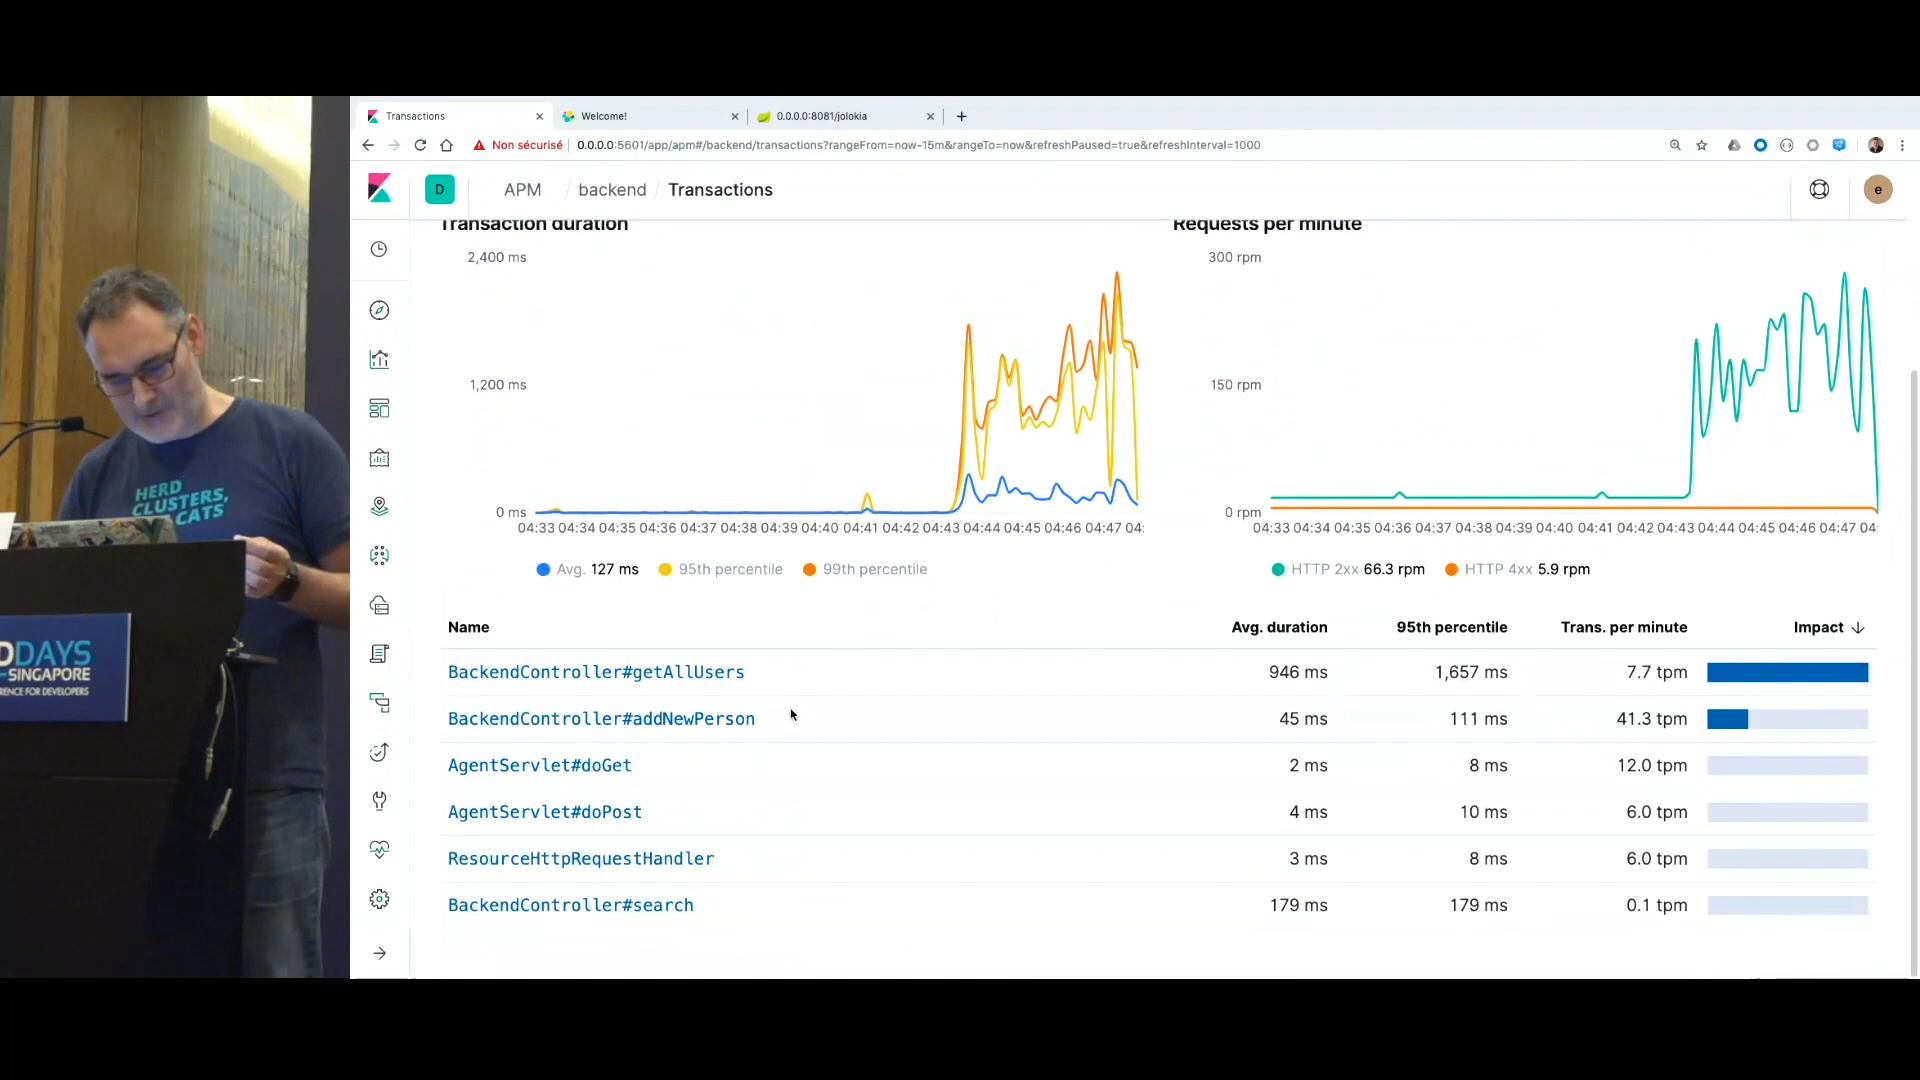 Transactions
Welcome!
0.0.0.0:8081/jolokia
Non sécurisé
0.0.0.0:5601/app/apm#/backend/transactions?rangeFrom=now-15m&rangeTo=now&refreshPaused=true&refreshInterval=1000
D
APM / backend / Transactions
e
Transaction duration
2,400 ms
1,200 ms
0 ms
04:33 04:34 04:35 04:36 04:37 04:38 04:39 04:40 04:41 04:42 04:43 04:44 04:45 04:46 04:47 04:
Avg. 127 ms 95th percentile 99th percentile
Requests per minute
300 rpm
150 rpm
0 rpm
04:33 04:34 04:35 04:36 04:37 04:38 04:39 04:40 04:41 04:42 04:43 04:44 04:45 04:46 04:47 04:
HTTP 2xx 66.3 rpm HTTP 4xx 5.9 rpm
Name Avg. duration 95th percentile Trans. per minute Impact
BackendController#getAllUsers 946 ms 1,657 ms 7.7 tpm
BackendController#addNewPerson 45 ms 111 ms 41.3 tpm
AgentServlet#doGet 2 ms 8 ms 12.0 tpm
AgentServlet#doPost 4 ms 10 ms 6.0 tpm
ResourceHttpRequestHandler 3 ms 8 ms 6.0 tpm
BackendController#search 179 ms 179 ms 0.1 tpm
HERD
CLUSTERS,
CATS
DDAYS
SINGAPORE
RENCE FOR DEVELOPERS